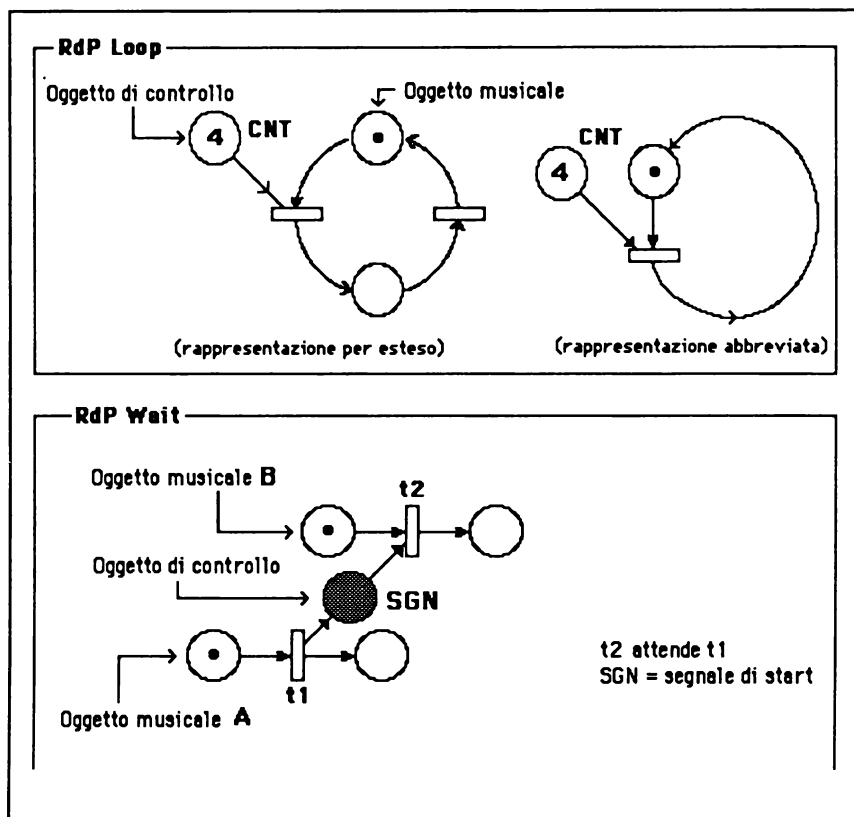 RdP Loop
Oggetto di controllo
Oggetto musicale
4
CNT
CNT
4
(rappresentazione per esteso)
(rappresentazione abbreviata)
RdP Wait
Oggetto musicale B
t2
Oggetto di controllo
SGN
t1
Oggetto musicale A
t2 attende t1
SGN = segnale di start